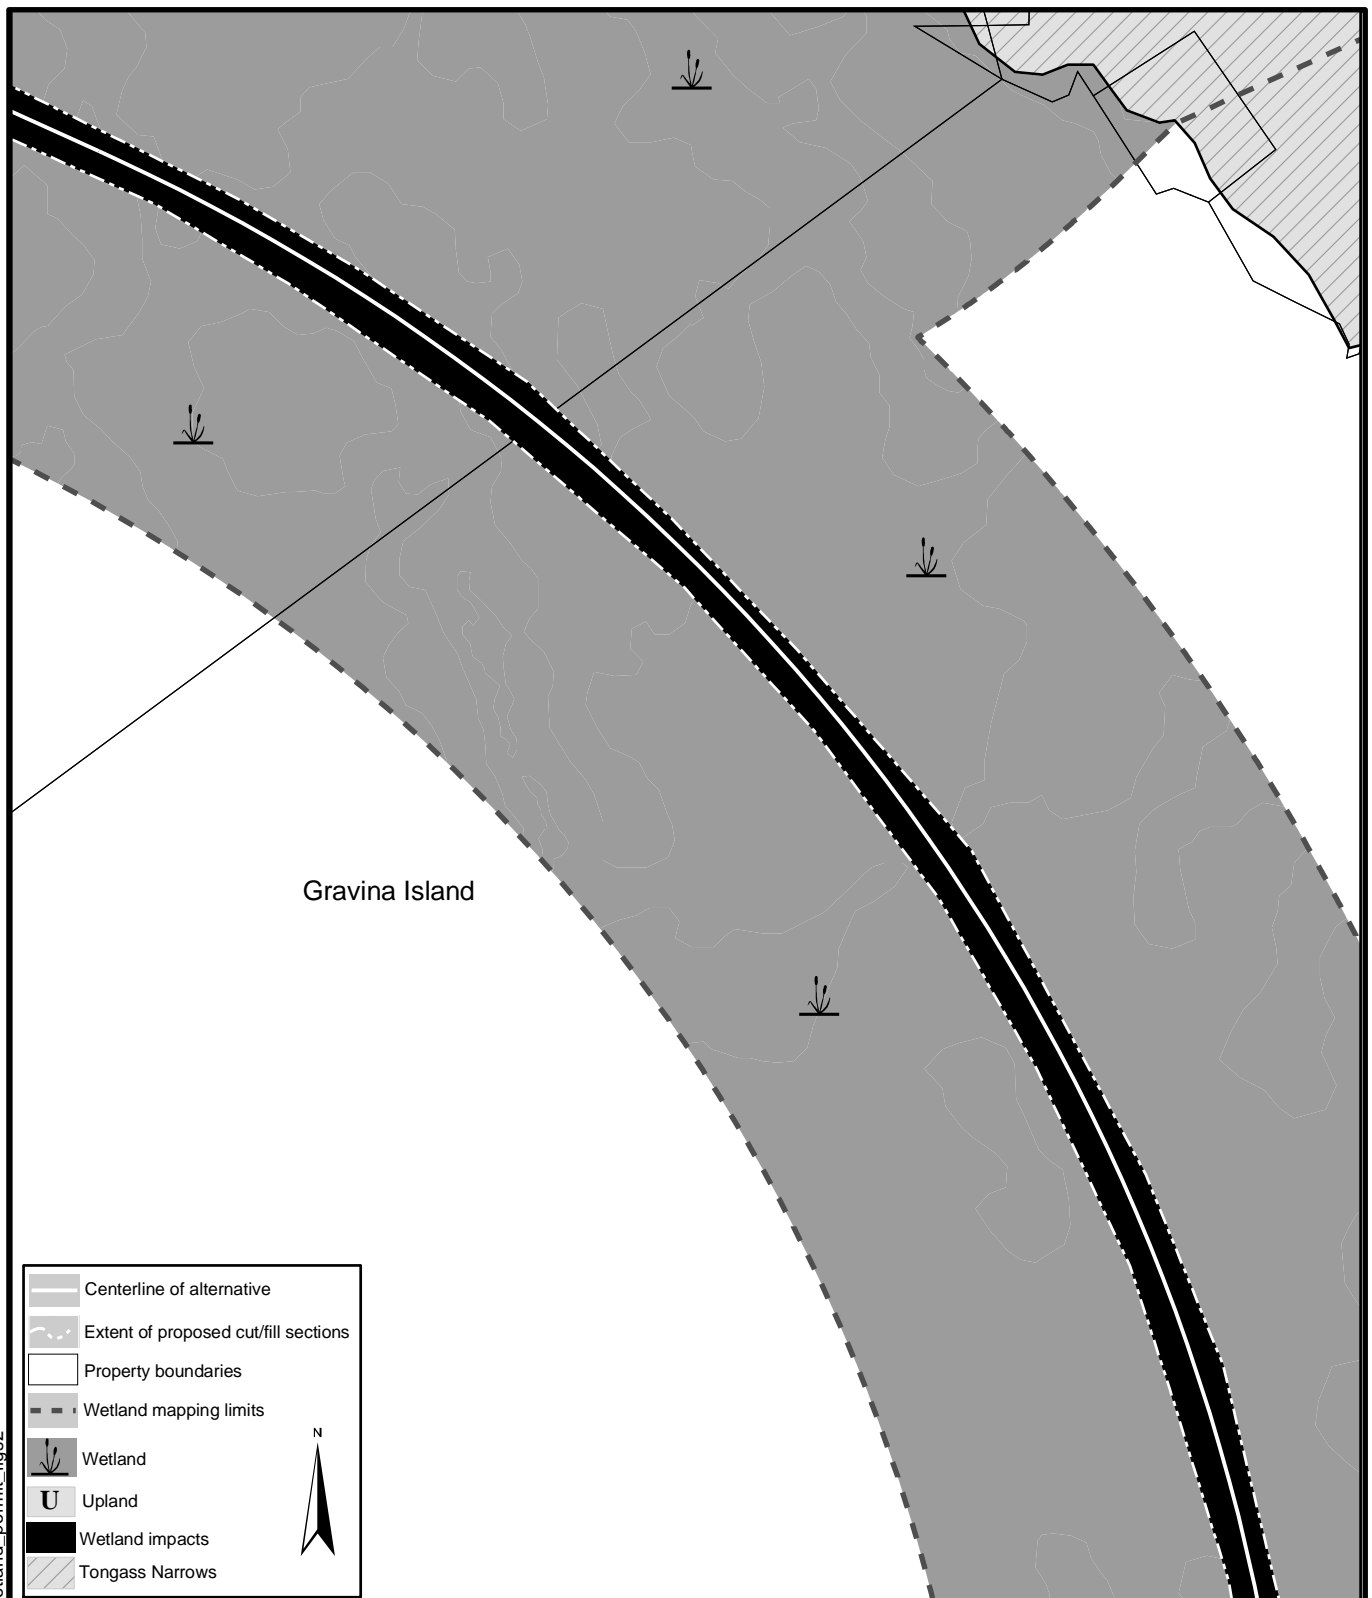 Gravina Island
Centerline of alternative
Extent of proposed cut/fill sections
Property boundaries
Wetland mapping limits
N
Wetland
U Upland
Wetland impacts
Tongass Narrows